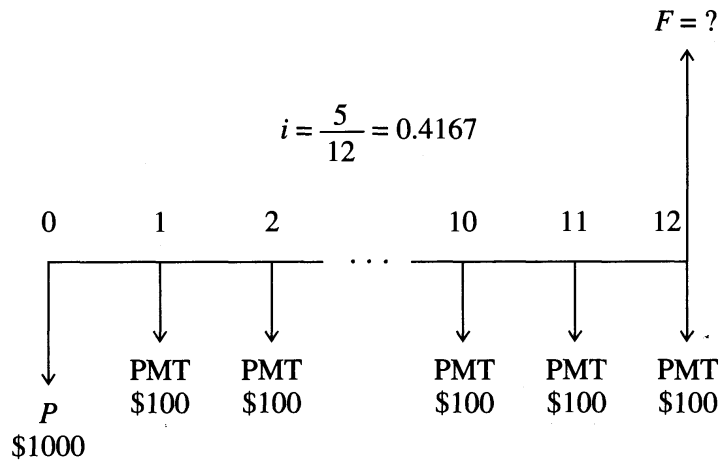 F = ?
i = 5/12 = 0.4167
0 1 2 . . . 10 11 12
PMT PMT PMT PMT PMT
$100 $100 $100 $100 $100
P
$1000